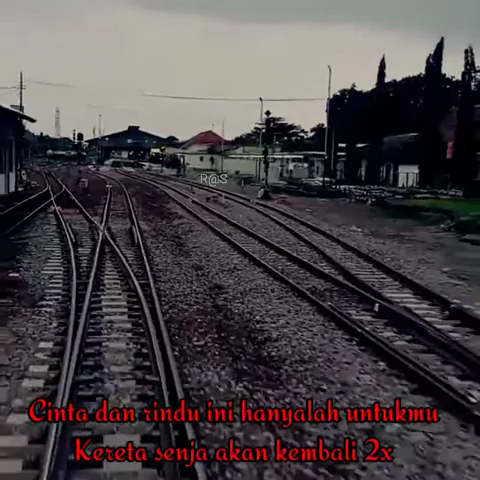 R@S
Cinta dan rindu ini hanyalah untukmu
Kereta senja akan kembali 2x